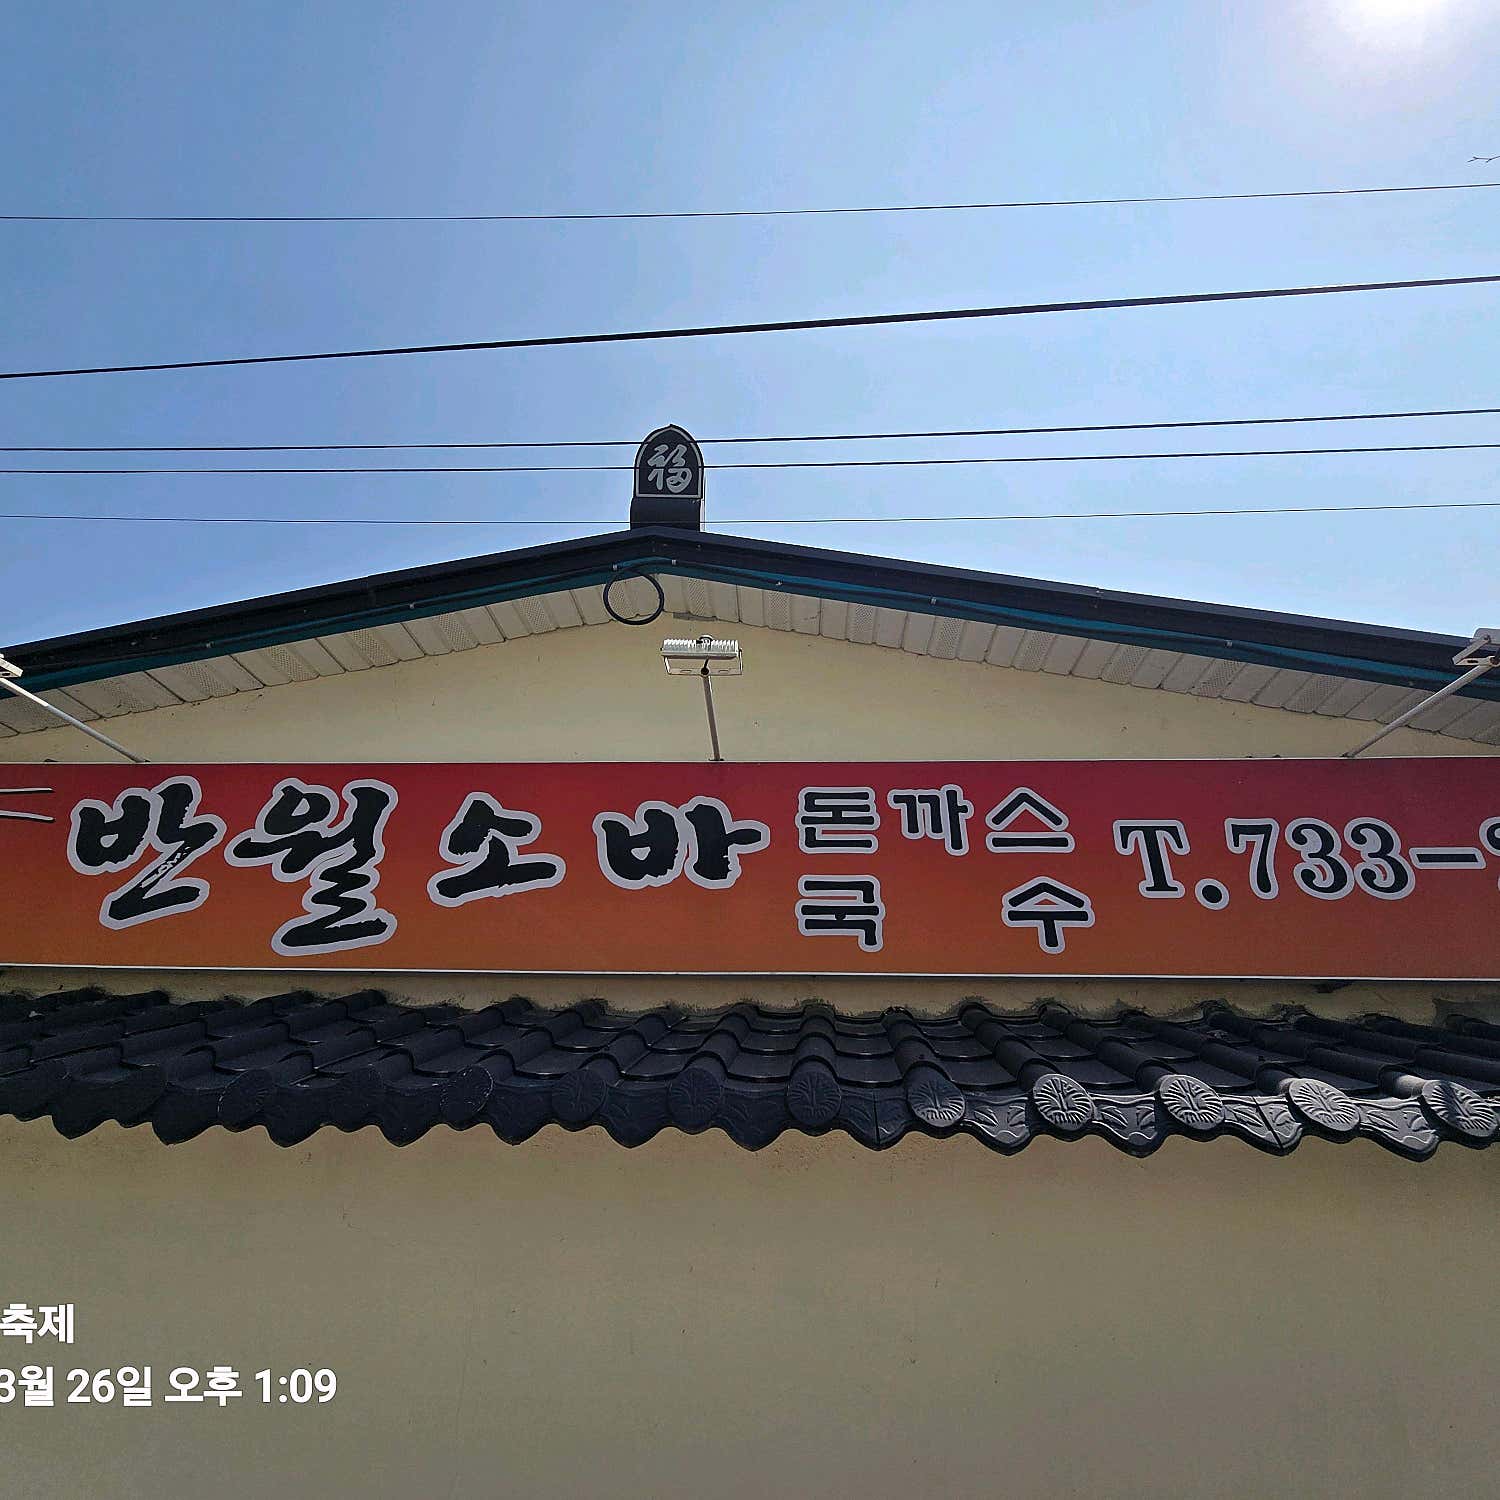 福
반월소바 돈까스 T.733-
국수
축제
3월 26일 오후 1:09